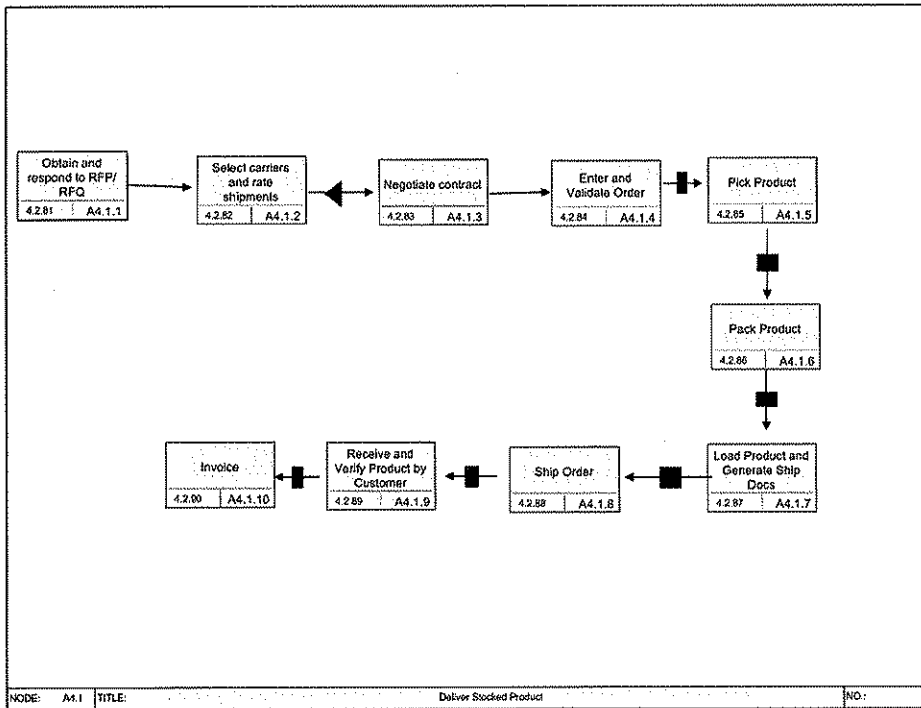 Obtain and
respond to RFP/
RFQ
4.2.81 A4.1.1
Select carriers
and rate
shipments
4.2.82 A4.1.2
Negotiate contract
4.2.83 A4.1.3
Enter and
Validate Order
4.2.84 A4.1.4
Pick Product
4.2.85 A4.1.5
Pack Product
4.2.86 A4.1.6
Load Product and
Generate Ship
Docs
4.2.87 A4.1.7
Ship Order
4.2.88 A4.1.8
Receive and
Verify Product by
Customer
4.2.89 A4.1.9
Invoice
4.2.90 A4.1.10
NODE: A4.1 TITLE: Deliver Stocked Product NO.: